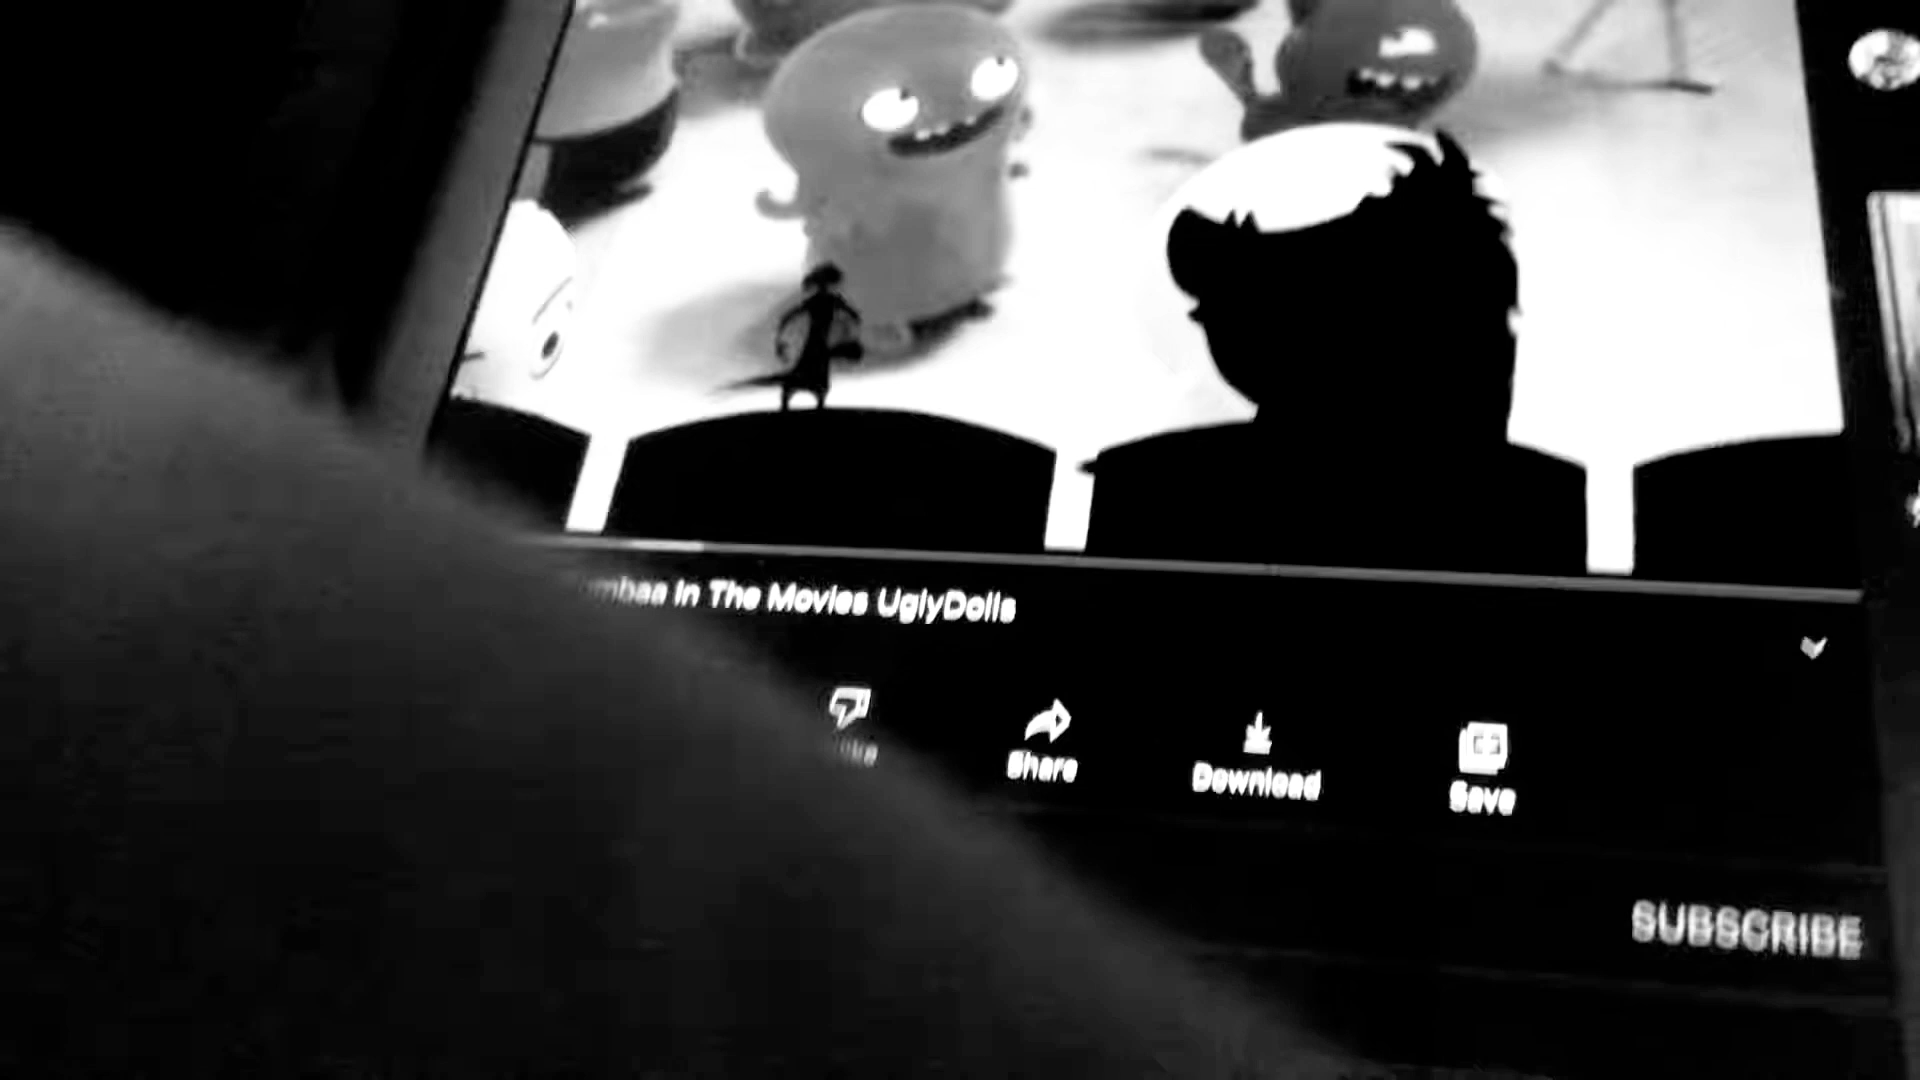 In The Movies UglyDolls
Share
Download
Save
SUBSCRIBE